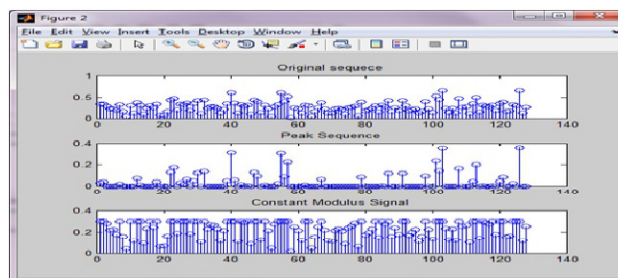 Figure 2
File Edit View Insert Tools Desktop Window Help
Original sequece
1
0.5
0
0 20 40 60 80 100 120 140
Peak Sequence
0.4
0.2
0
0 20 40 60 80 100 120 140
Constant Modulus Signal
0.4
0.2
0
0 20 40 60 80 100 120 140